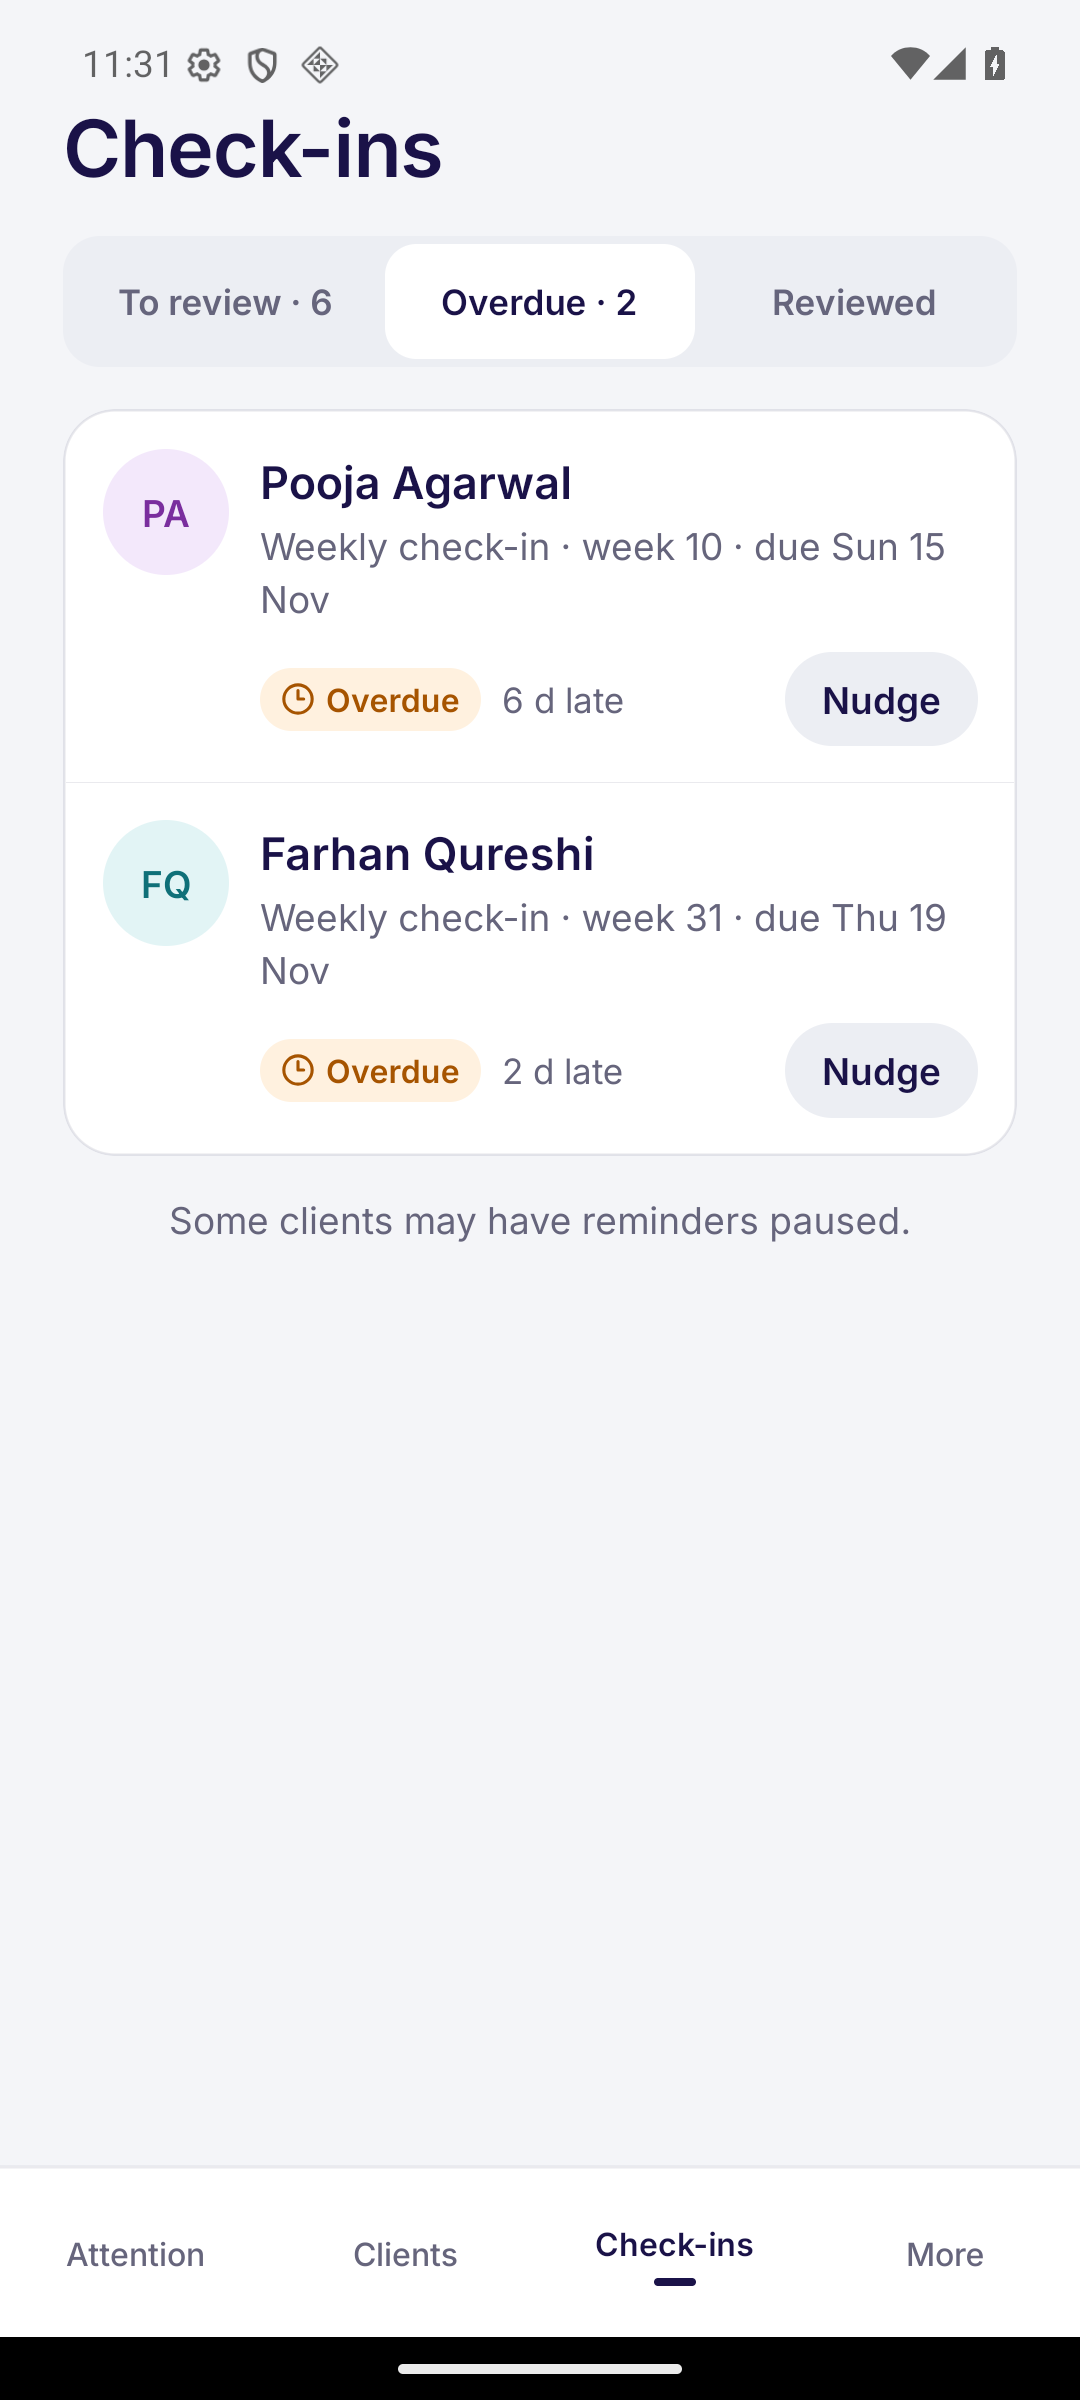 11:31
Check-ins
To review · 6
Overdue · 2
Reviewed
PA
Pooja Agarwal
Weekly check-in · week 10 · due Sun 15
Nov
Overdue
6 d late
Nudge
FQ
Farhan Qureshi
Weekly check-in · week 31 · due Thu 19
Nov
Overdue
2 d late
Nudge
Some clients may have reminders paused.
Attention
Clients
Check-ins
More